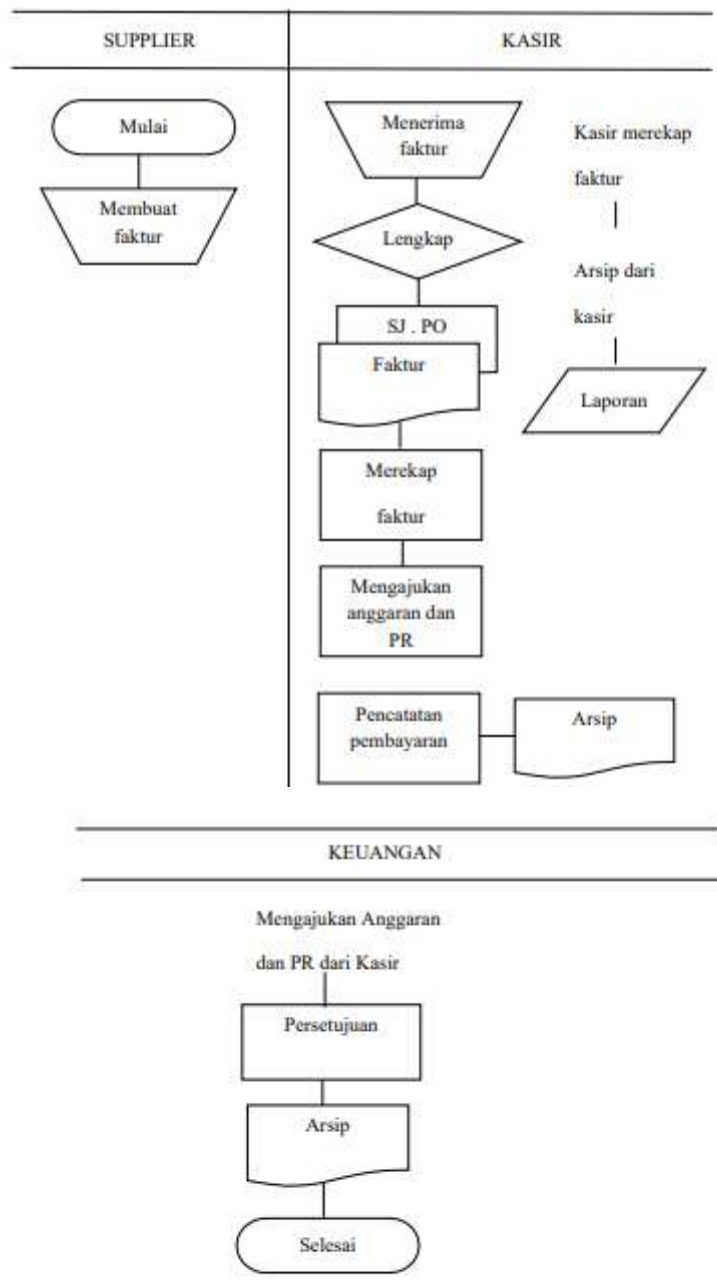 SUPPLIER
KASIR
Mulai
Membuat
faktur
Menerima
faktur
Lengkap
SJ . PO
Faktur
Merekap
faktur
Mengajukan
anggaran dan
PR
Pencatatan
pembayaran
Arsip
Kasir merekap
faktur
Arsip dari
kasir
Laporan
KEUANGAN
Mengajukan Anggaran
dan PR dari Kasir
Persetujuan
Arsip
Selesai